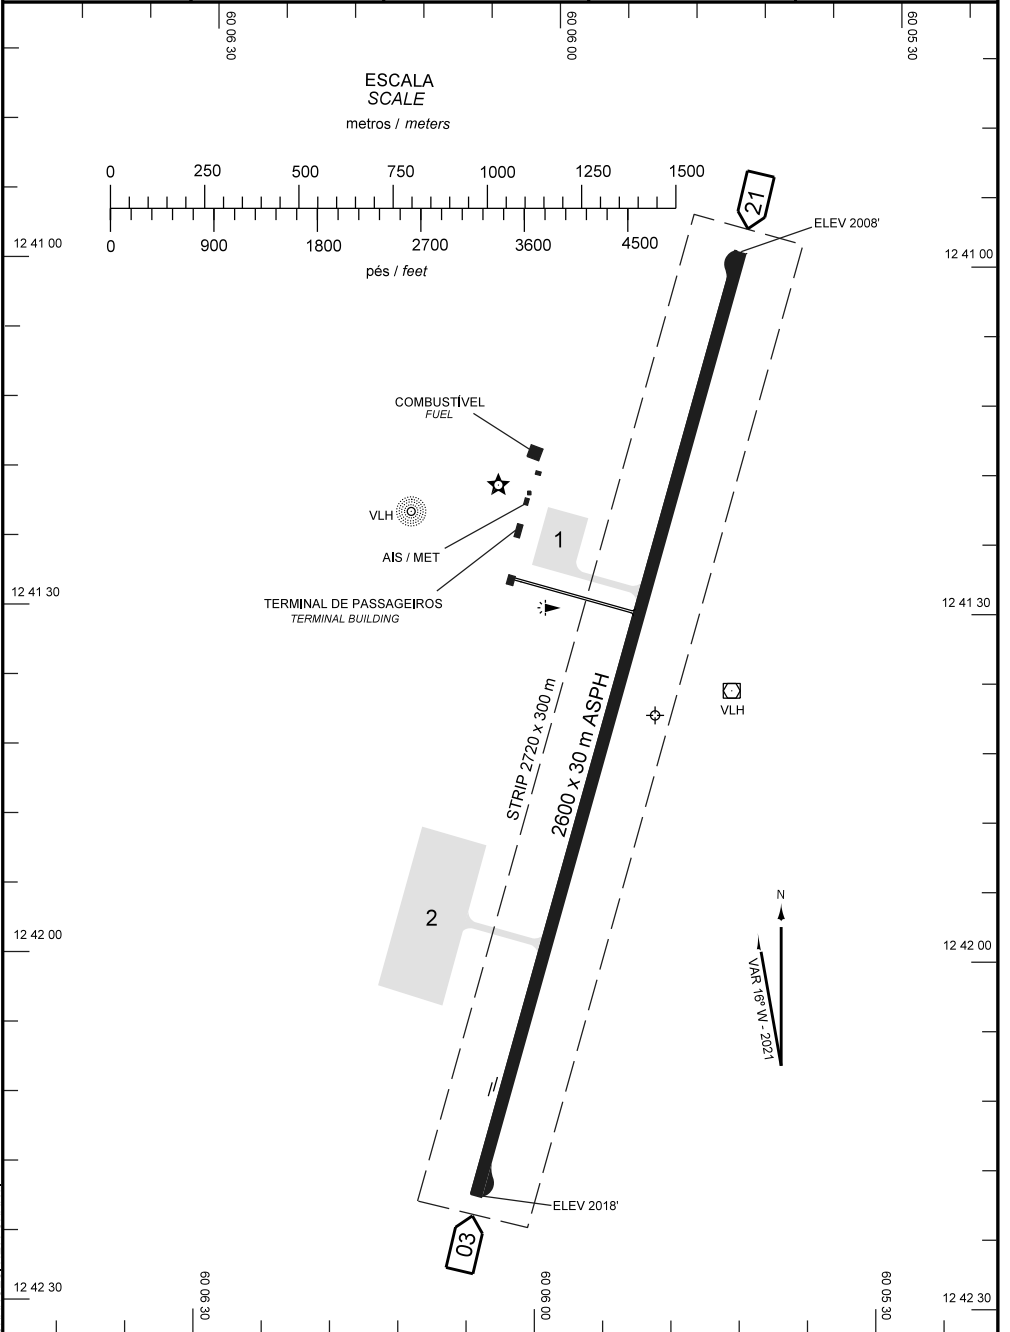 60 06 30
60 06 00
60 05 30
ESCALA
SCALE
metros / meters
0 250 500 750 1000 1250 1500
0 900 1800 2700 3600 4500
pés / feet
21
ELEV 2008'
12 41 00
12 41 00
COMBUSTÍVEL
FUEL
VLH
1
AIS / MET
TERMINAL DE PASSAGEIROS
TERMINAL BUILDING
12 41 30
12 41 30
STRIP 2720 x 300 m
2600 x 30 m ASPH
VLH
2
N
VAR 16º W - 2021
12 42 00
12 42 00
ELEV 2018'
03
12 42 30
12 42 30
60 06 30
60 06 00
60 05 30